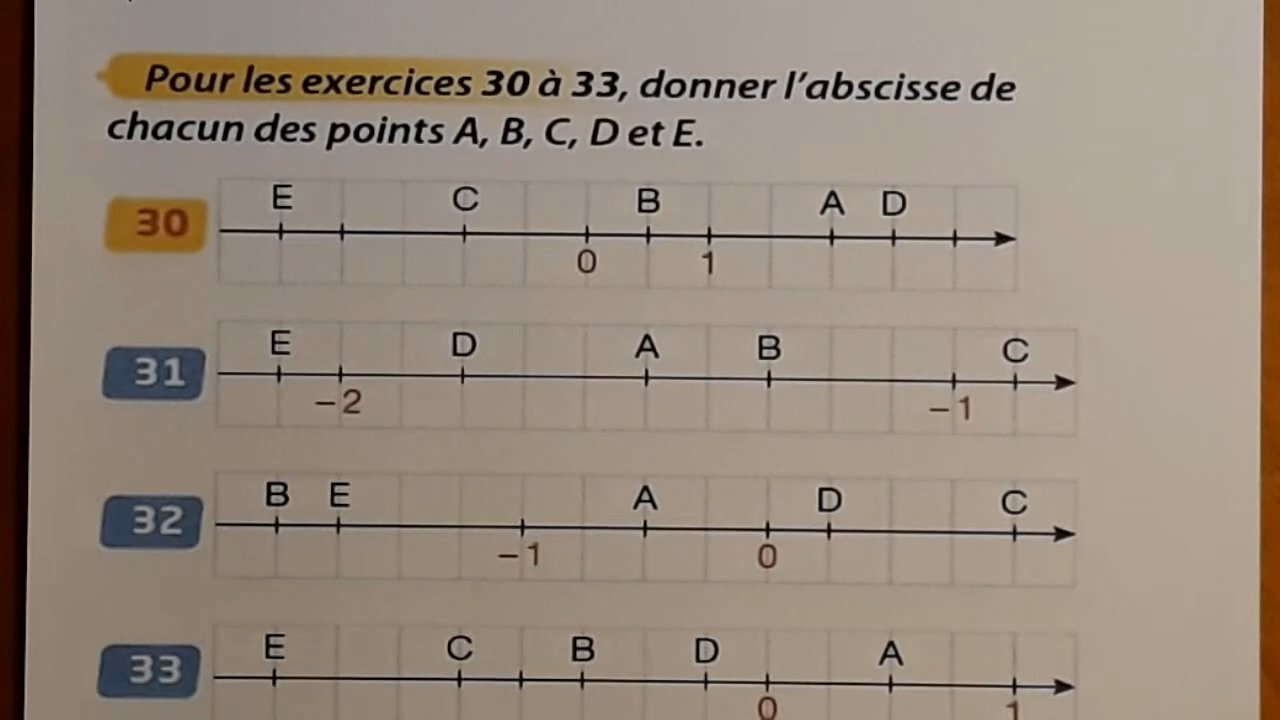 Pour les exercices 30 à 33, donner l'abscisse de
chacun des points A, B, C, D et E.
E C B A D
30
0 1
E D A B C
31
−2 −1
B E A D C
32
−1 0
E C B D A
33
0 1